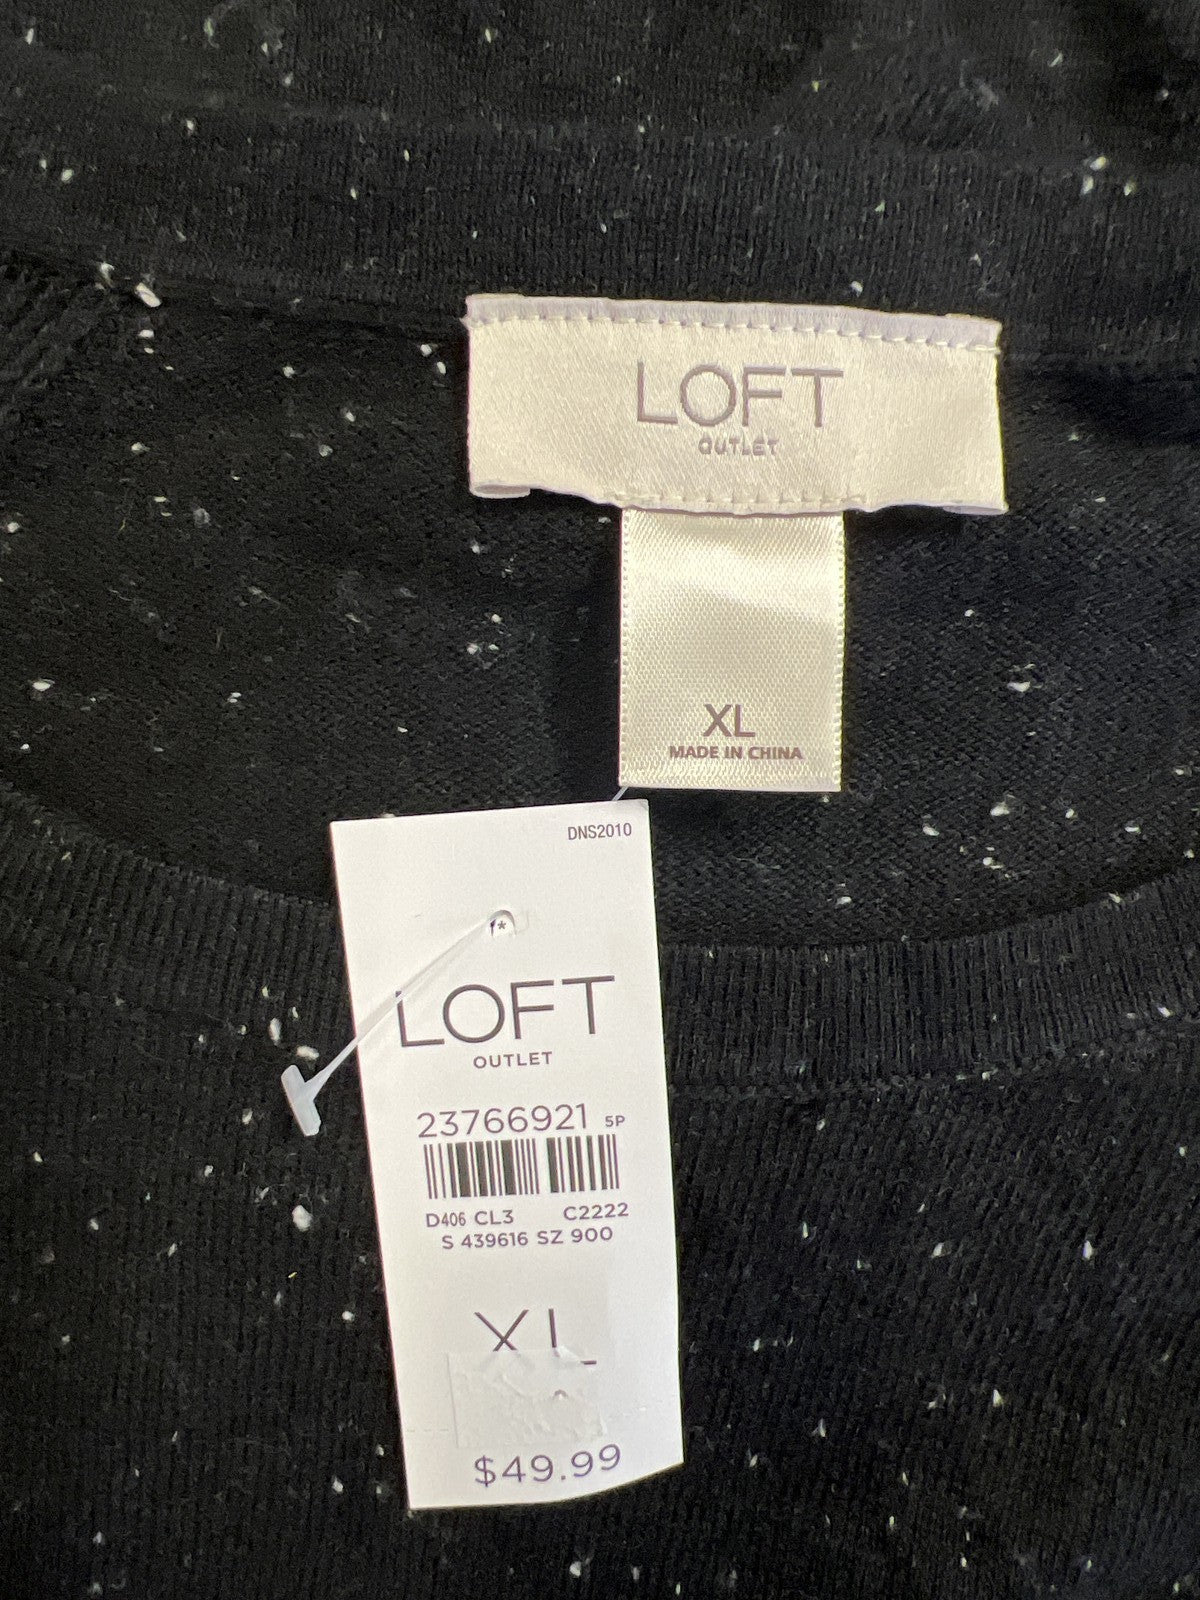 LOFT
OUTLET
XL
MADE IN CHINA
DNS2010
LOFT
OUTLET
23766921 5P
D406 CL3 C2222
S 439616 SZ 900
XL
$49.99